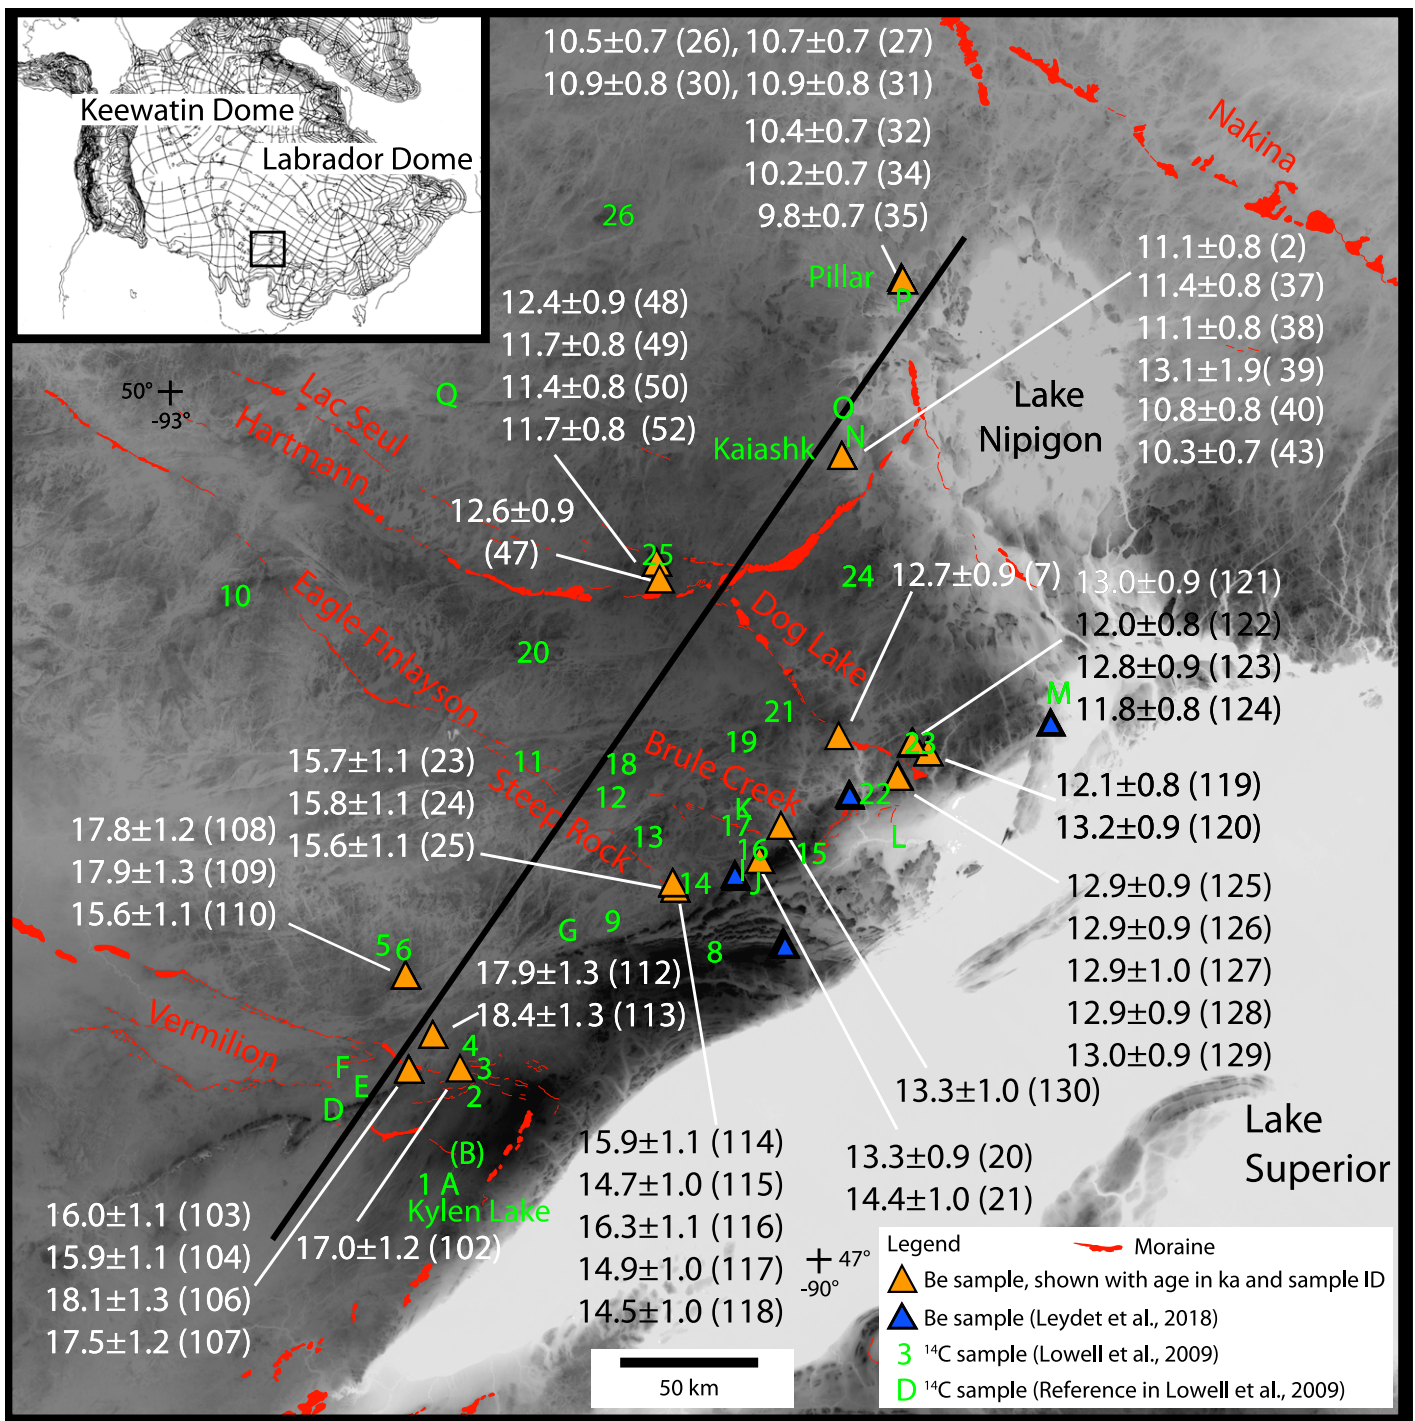 Keewatin Dome
Labrador Dome
10.5±0.7 (26), 10.7±0.7 (27)
10.9±0.8 (30), 10.9±0.8 (31)
10.4±0.7 (32)
10.2±0.7 (34)
9.8±0.7 (35)
Nakina
26
Pillar
P
11.1±0.8 (2)
11.4±0.8 (37)
11.1±0.8 (38)
13.1±1.9( 39)
10.8±0.8 (40)
10.3±0.7 (43)
12.4±0.9 (48)
11.7±0.8 (49)
11.4±0.8 (50)
11.7±0.8 (52)
50°
-93°
Lac Seul
Hartmann
Q
O
N
Kaiashk
Lake
Nipigon
12.6±0.9
(47)
25
24
12.7±0.9 (7)
13.0±0.9 (121)
12.0±0.8 (122)
12.8±0.9 (123)
11.8±0.8 (124)
10
Eagle-Finlayson
20
Dog Lake
M
21
19
Brule Creek
23
11
18
Steep Rock
12
22
12.1±0.8 (119)
13.2±0.9 (120)
15.7±1.1 (23)
15.8±1.1 (24)
15.6±1.1 (25)
K
17
13
16
15
L
I
J
14
17.8±1.2 (108)
17.9±1.3 (109)
15.6±1.1 (110)
12.9±0.9 (125)
12.9±0.9 (126)
12.9±1.0 (127)
12.9±0.9 (128)
13.0±0.9 (129)
G
9
8
5
6
17.9±1.3 (112)
18.4±1.3 (113)
Vermilion
4
F
3
E
2
D
13.3±1.0 (130)
(B)
1 A
Kylen Lake
15.9±1.1 (114)
14.7±1.0 (115)
16.3±1.1 (116)
14.9±1.0 (117)
14.5±1.0 (118)
13.3±0.9 (20)
14.4±1.0 (21)
Lake
Superior
16.0±1.1 (103)
15.9±1.1 (104)
18.1±1.3 (106)
17.5±1.2 (107)
17.0±1.2 (102)
47°
-90°
50 km
Legend
Moraine
Be sample, shown with age in ka and sample ID
Be sample (Leydet et al., 2018)
3 ¹⁴C sample (Lowell et al., 2009)
D ¹⁴C sample (Reference in Lowell et al., 2009)